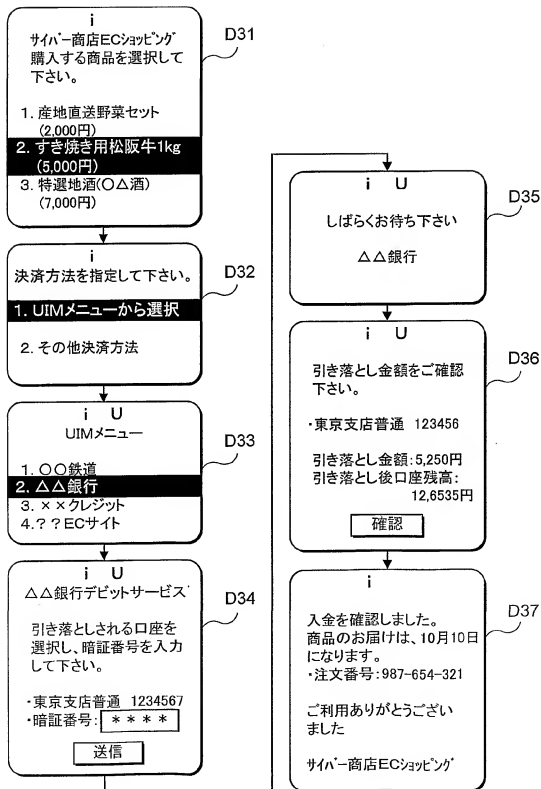 i
サイバー商店ECショッピング
購入する商品を選択して
下さい。
1. 産地直送野菜セット
(2,000円)
2. すき焼き用松阪牛1kg
(5,000円)
3. 特選地酒(○△酒)
(7,000円)
D31
i
決済方法を指定して下さい。
1. UIMメニューから選択
2. その他決済方法
D32
i U
UIMメニュー
1. ○○鉄道
2. △△銀行
3. ××クレジット
4.??ECサイト
D33
i U
△△銀行デビットサービス
引き落としされる口座を
選択し、暗証番号を入力
して下さい。
・東京支店普通 1234567
・暗証番号: ****
送信
D34
i U
しばらくお待ち下さい
△△銀行
D35
i U
引き落とし金額をご確認
下さい。
・東京支店普通 123456
引き落とし金額:5,250円
引き落とし後口座残高:
12,6535円
確認
D36
i
入金を確認しました。
商品のお届けは、10月10日
になります。
・注文番号:987-654-321
ご利用ありがとうござい
ました
サイバー商店ECショッピング
D37